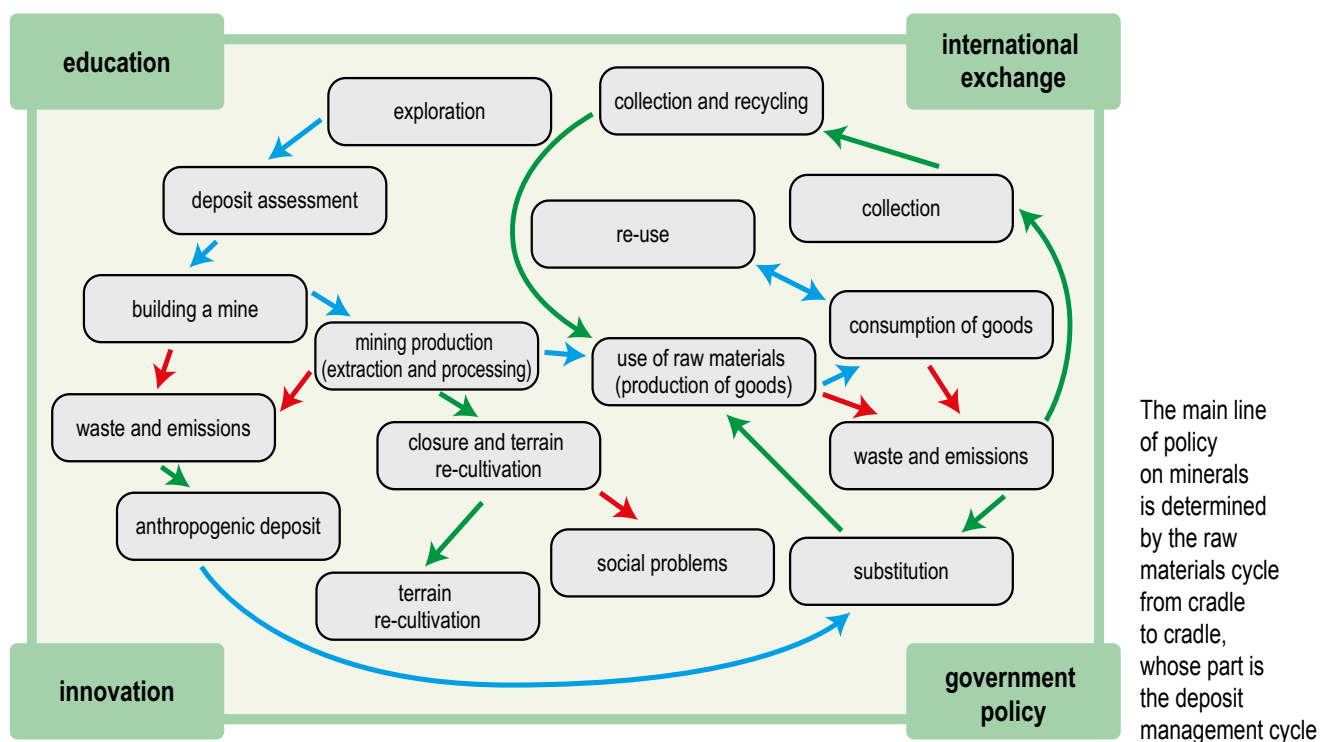 education
international
exchange
exploration
collection and recycling
deposit assessment
collection
re-use
building a mine
consumption of goods
mining production
(extraction and processing)
use of raw materials
(production of goods)
waste and emissions
closure and terrain
re-cultivation
waste and emissions
anthropogenic deposit
social problems
substitution
terrain
re-cultivation
innovation
government
policy
The main line
of policy
on minerals
is determined
by the raw
materials cycle
from cradle
to cradle,
whose part is
the deposit
management cycle